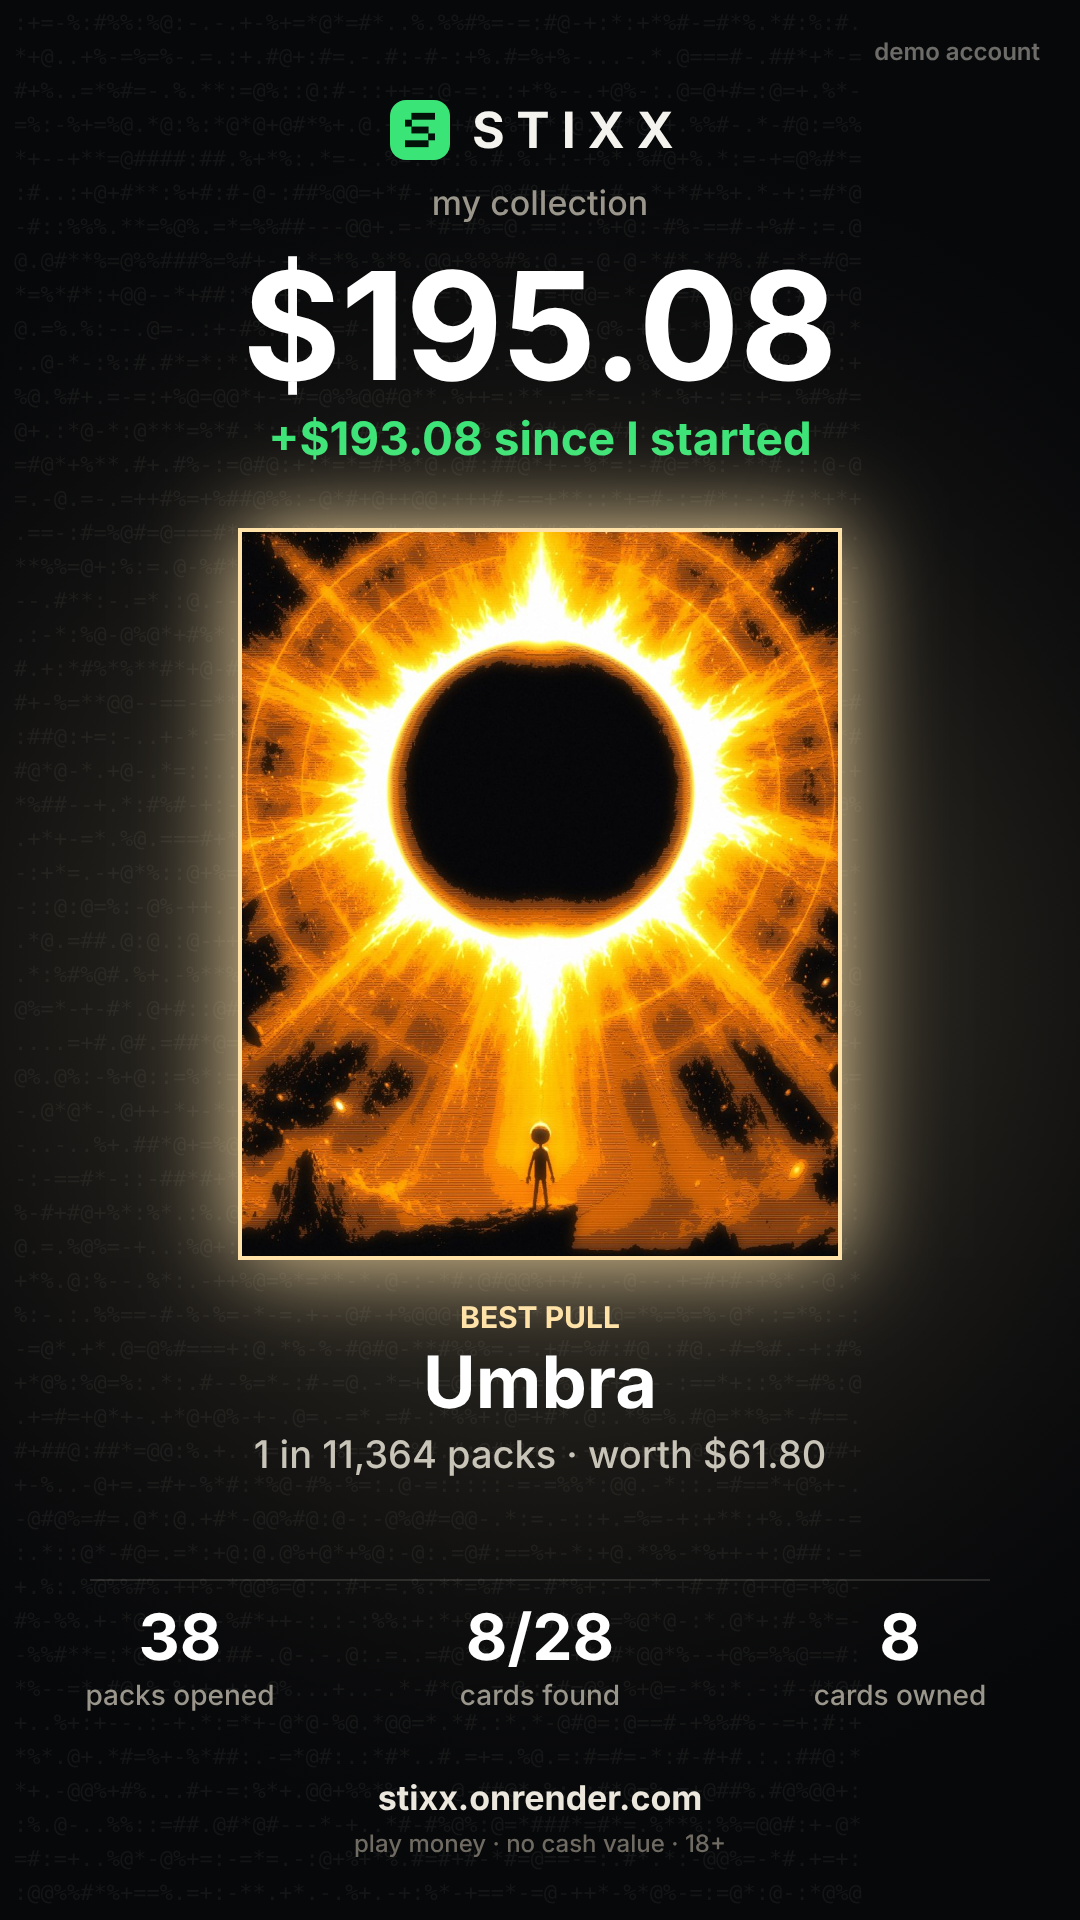 demo account
STIXX
my collection
$195.08
+$193.08 since I started
BEST PULL
Umbra
1 in 11,364 packs · worth $61.80
38
packs opened
8/28
cards found
8
cards owned
stixx.onrender.com
play money · no cash value · 18+